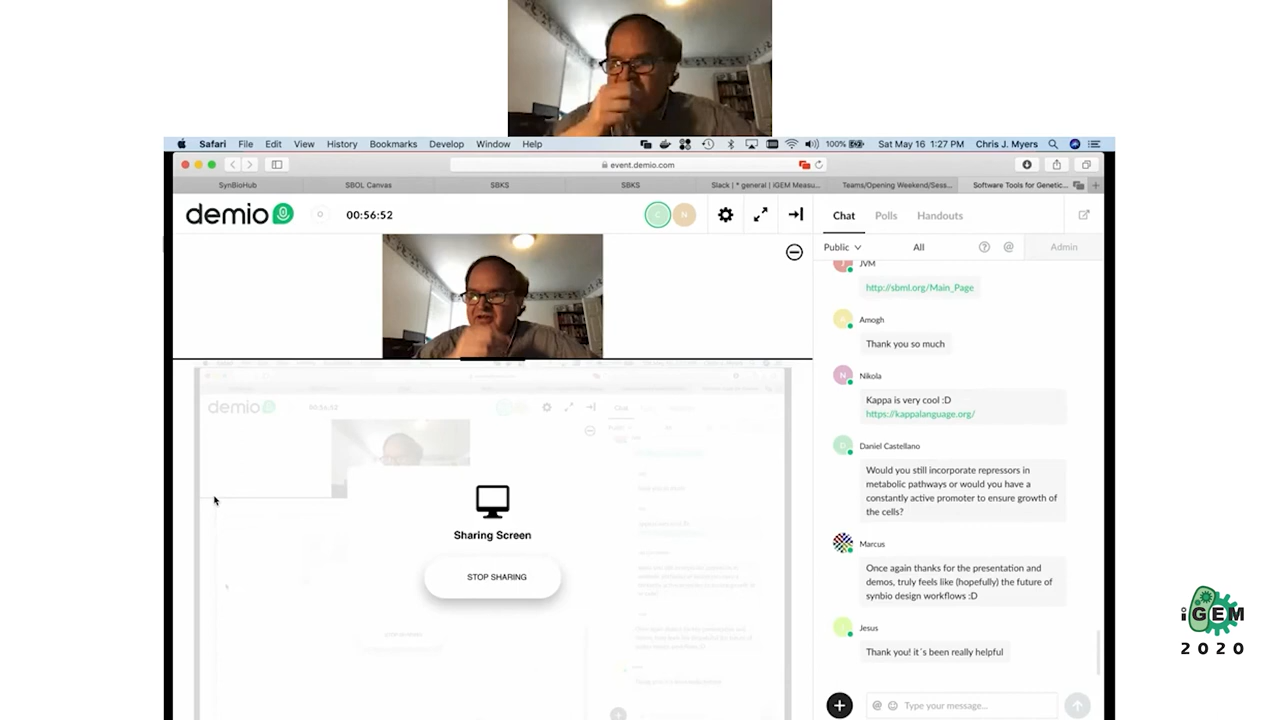 Safari File Edit View History Bookmarks Develop Window Help 100% Sat May 16 1:27 PM Chris J. Myers
event.demio.com
SynBioHub SBOL Canvas SBKS SBKS Slack | * general | iGEM Measu... Teams/Opening Weekend/Sess... Software Tools for Genetic...
demio 00:56:52 C N
Chat Polls Handouts
Public All Admin
JVM
http://sbml.org/Main_Page
Amogh
Thank you so much
Nikola
Kappa is very cool :D
https://kappalanguage.org/
Daniel Castellano
Would you still incorporate repressors in
metabolic pathways or would you have a
constantly active promoter to ensure growth of
the cells?
Marcus
Once again thanks for the presentation and
demos, truly feels like (hopefully) the future of
synbio design workflows :D
Jesus
Thank you! it´s been really helpful
Type your message...
demio 00:56:52 Chat
Sharing Screen
STOP SHARING
iGEM
2020